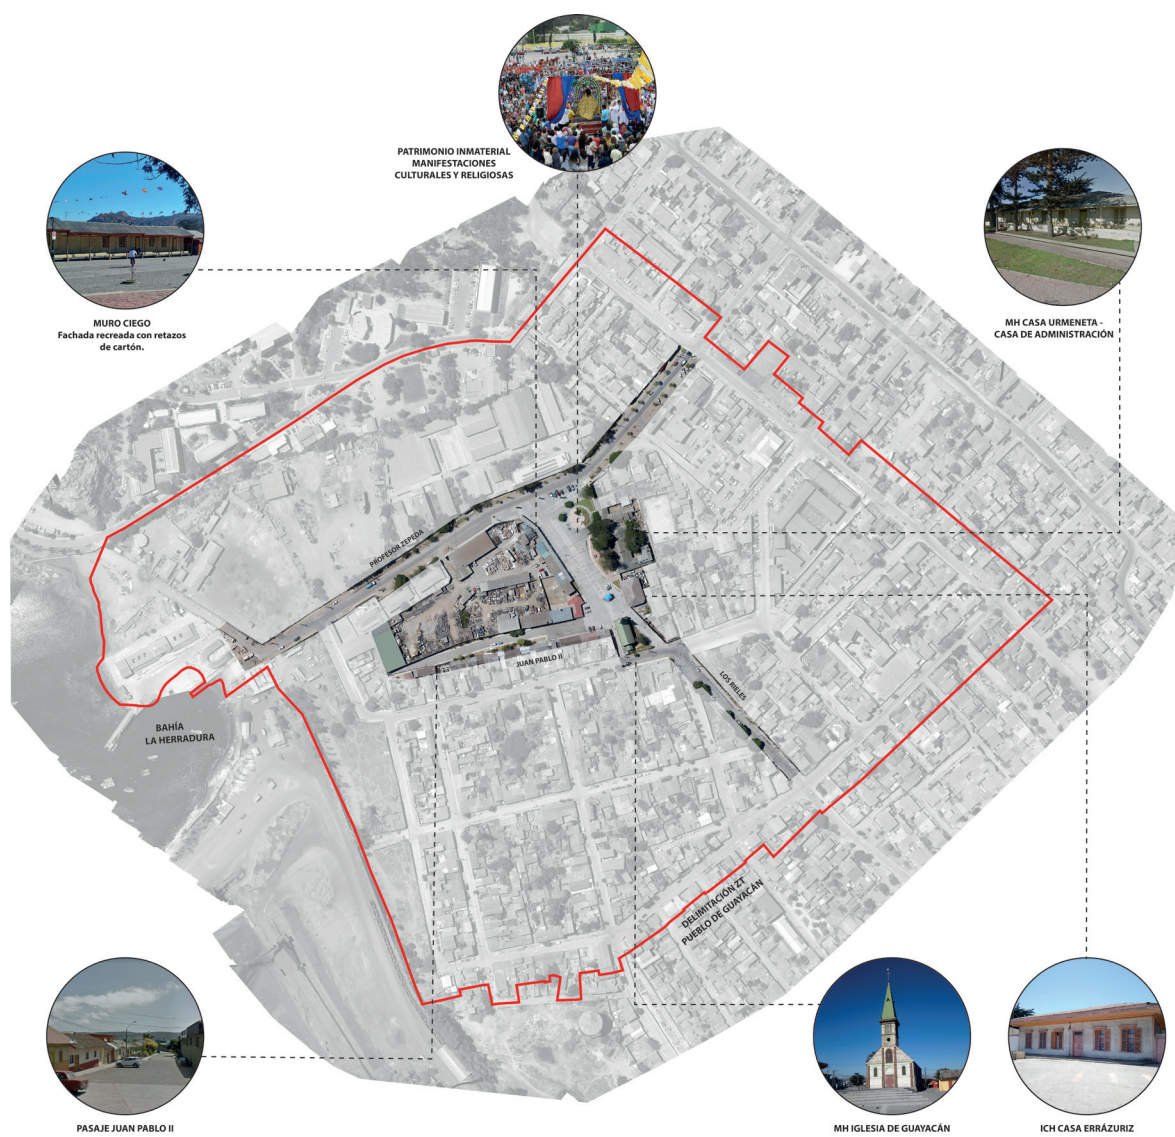 PATRIMONIO INMATERIAL
MANIFESTACIONES
CULTURALES Y RELIGIOSAS
MURO CIEGO
Fachada recreada con retazos
de cartón.
MH CASA URMENETA -
CASA DE ADMINISTRACIÓN
PROFESOR ZEPEDA
JUAN PABLO II
LOS RIELES
BAHÍA
LA HERRADURA
DELIMITACIÓN ZT
PUEBLO DE GUAYACÁN
PASAJE JUAN PABLO II
MH IGLESIA DE GUAYACÁN
ICH CASA ERRÁZURIZ